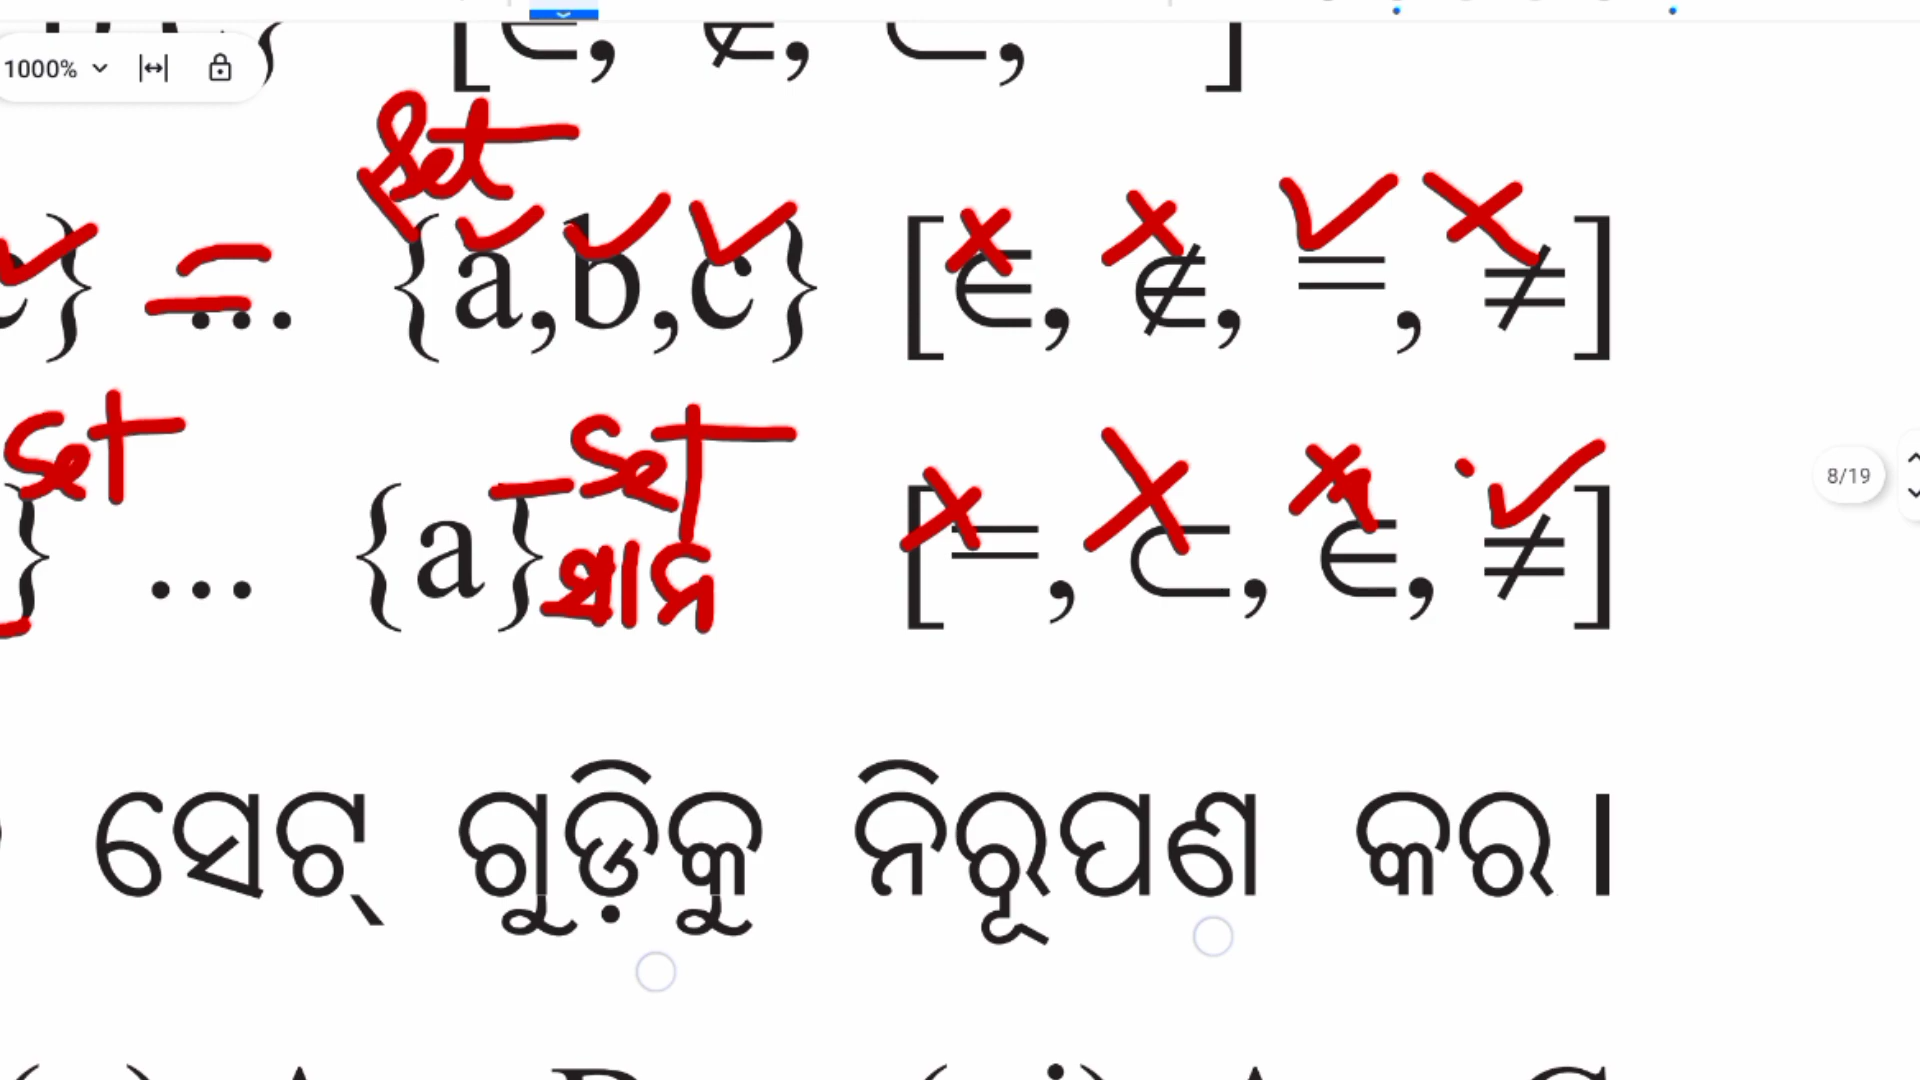 1000%
[∈, ∉, ⊂, ]
Set
c} = ... {a,b,c} [∈, ∉, =, ≠]
set set
} ... {a} [=, ⊂, ∈, ≠]
8/19
ସେଟ୍ ଗୁଡ଼ିକୁ ନିରୂପଣ କର।